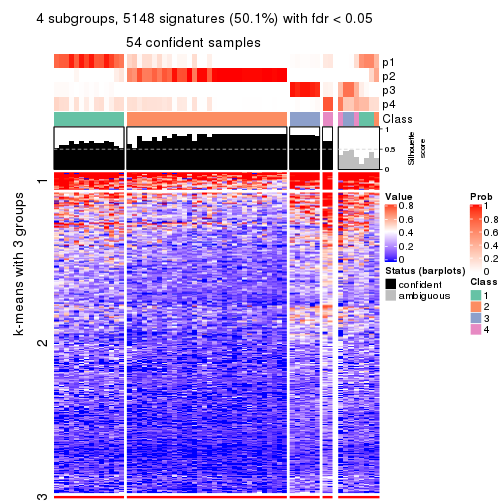 4 subgroups, 5148 signatures (50.1%) with fdr < 0.05
54 confident samples
p1
p2
p3
p4
Class
1
0.5
0
Silhouette
score
k-means with 3 groups
1
2
3
Value
0.8
0.6
0.4
0.2
0
Status (barplots)
confident
ambiguous
Prob
1
0.8
0.6
0.4
0.2
0
Class
1
2
3
4